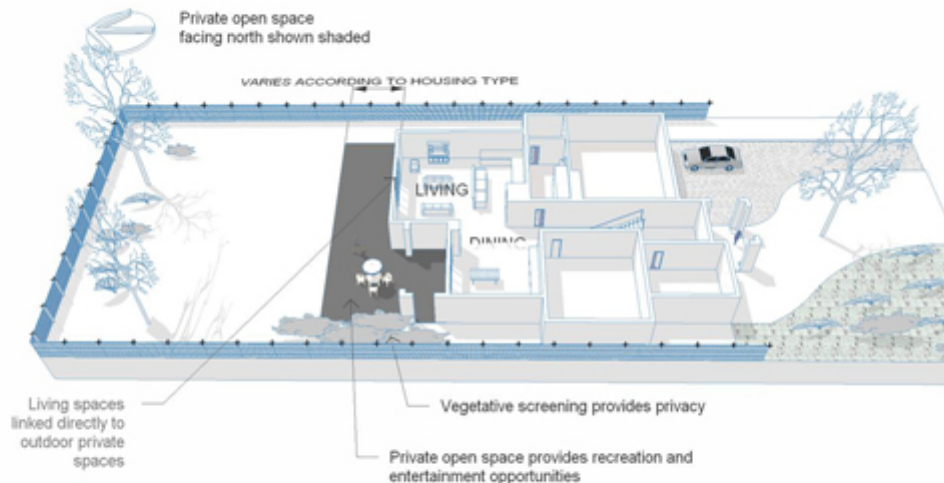 Private open space
facing north shown shaded
VARIES ACCORDING TO HOUSING TYPE
LIVING
DINING
Living spaces
linked directly to
outdoor private
spaces
Vegetative screening provides privacy
Private open space provides recreation and
entertainment opportunities